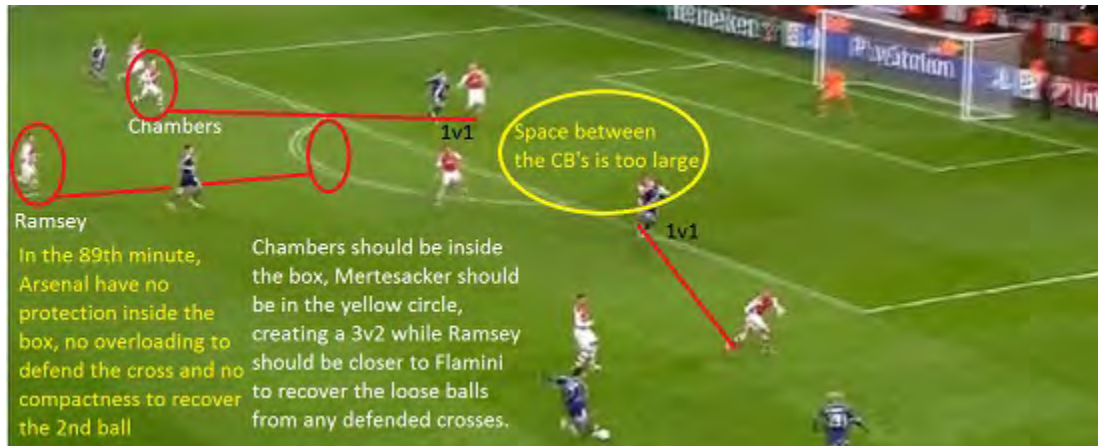 Heineken
PlayStation
Chambers
1v1
Space between
the CB's is too large
Ramsey
1v1
In the 89th minute,
Arsenal have no
protection inside the
box, no overloading to
defend the cross and no
compactness to recover
the 2nd ball
Chambers should be inside
the box, Mertesacker should
be in the yellow circle,
creating a 3v2 while Ramsey
should be closer to Flamini
to recover the loose balls
from any defended crosses.